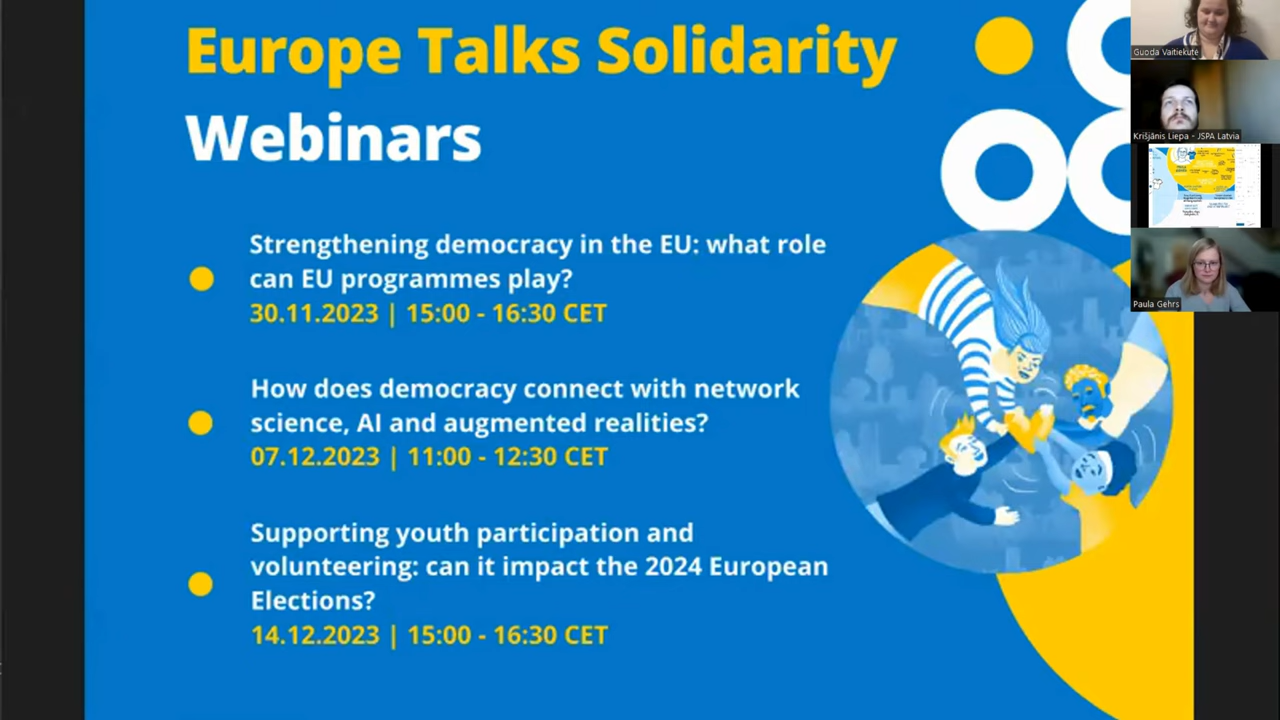 Europe Talks Solidarity
Webinars
Strengthening democracy in the EU: what role
can EU programmes play?
30.11.2023 | 15:00 - 16:30 CET
How does democracy connect with network
science, AI and augmented realities?
07.12.2023 | 11:00 - 12:30 CET
Supporting youth participation and
volunteering: can it impact the 2024 European
Elections?
14.12.2023 | 15:00 - 16:30 CET
Guoda Vaitiekutė
Krišjānis Liepa - JSPA Latvia
Paula Gehrs